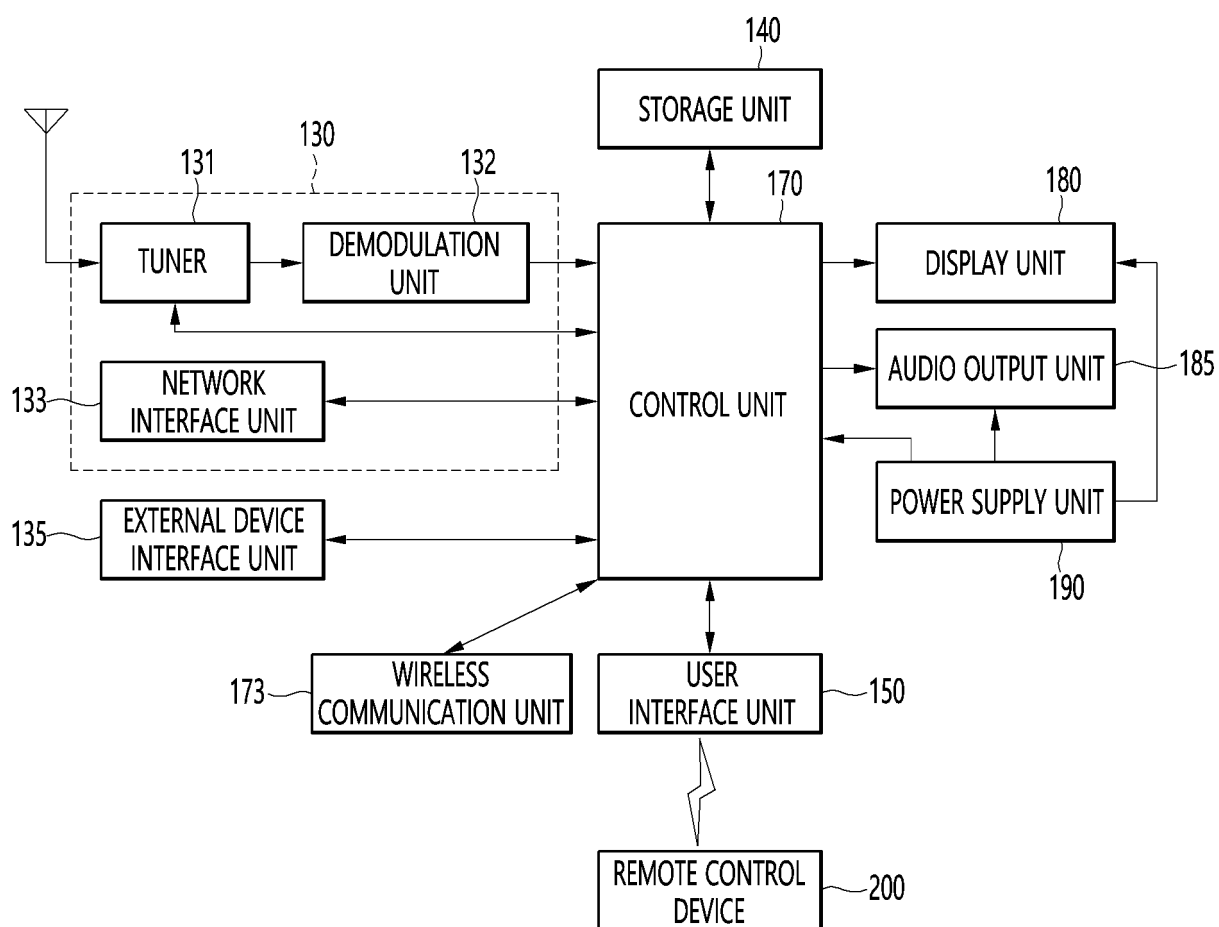 140
STORAGE UNIT
130
131
132
170
180
TUNER
DEMODULATION
UNIT
DISPLAY UNIT
AUDIO OUTPUT UNIT
185
133
NETWORK
INTERFACE UNIT
CONTROL UNIT
POWER SUPPLY UNIT
190
135
EXTERNAL DEVICE
INTERFACE UNIT
173
WIRELESS
COMMUNICATION UNIT
USER
INTERFACE UNIT
150
REMOTE CONTROL
DEVICE
200